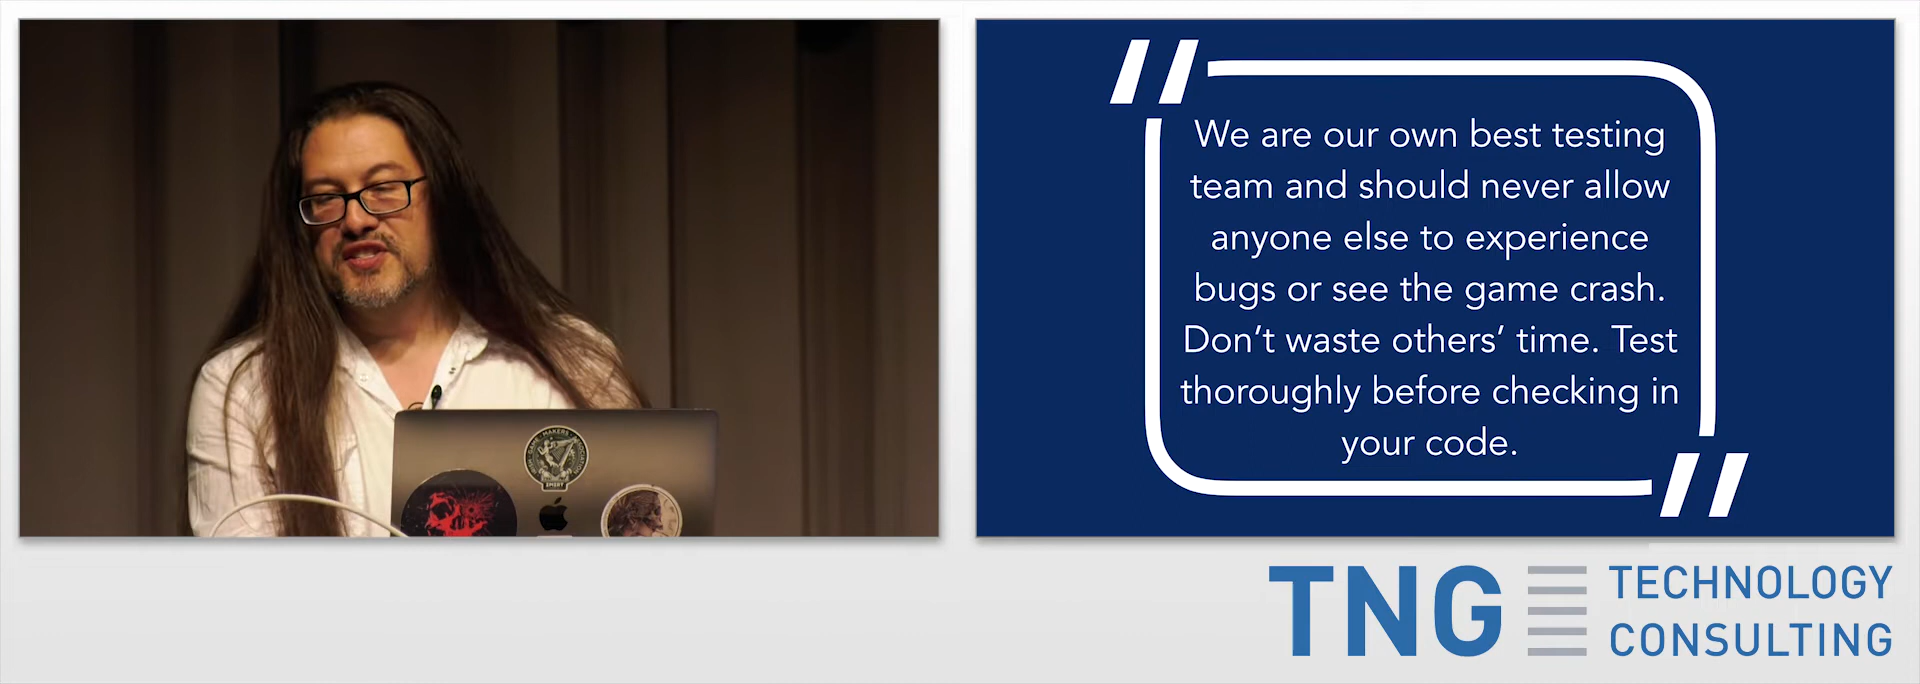 We are our own best testing
team and should never allow
anyone else to experience
bugs or see the game crash.
Don’t waste others’ time. Test
thoroughly before checking in
your code.
TNG TECHNOLOGY
CONSULTING